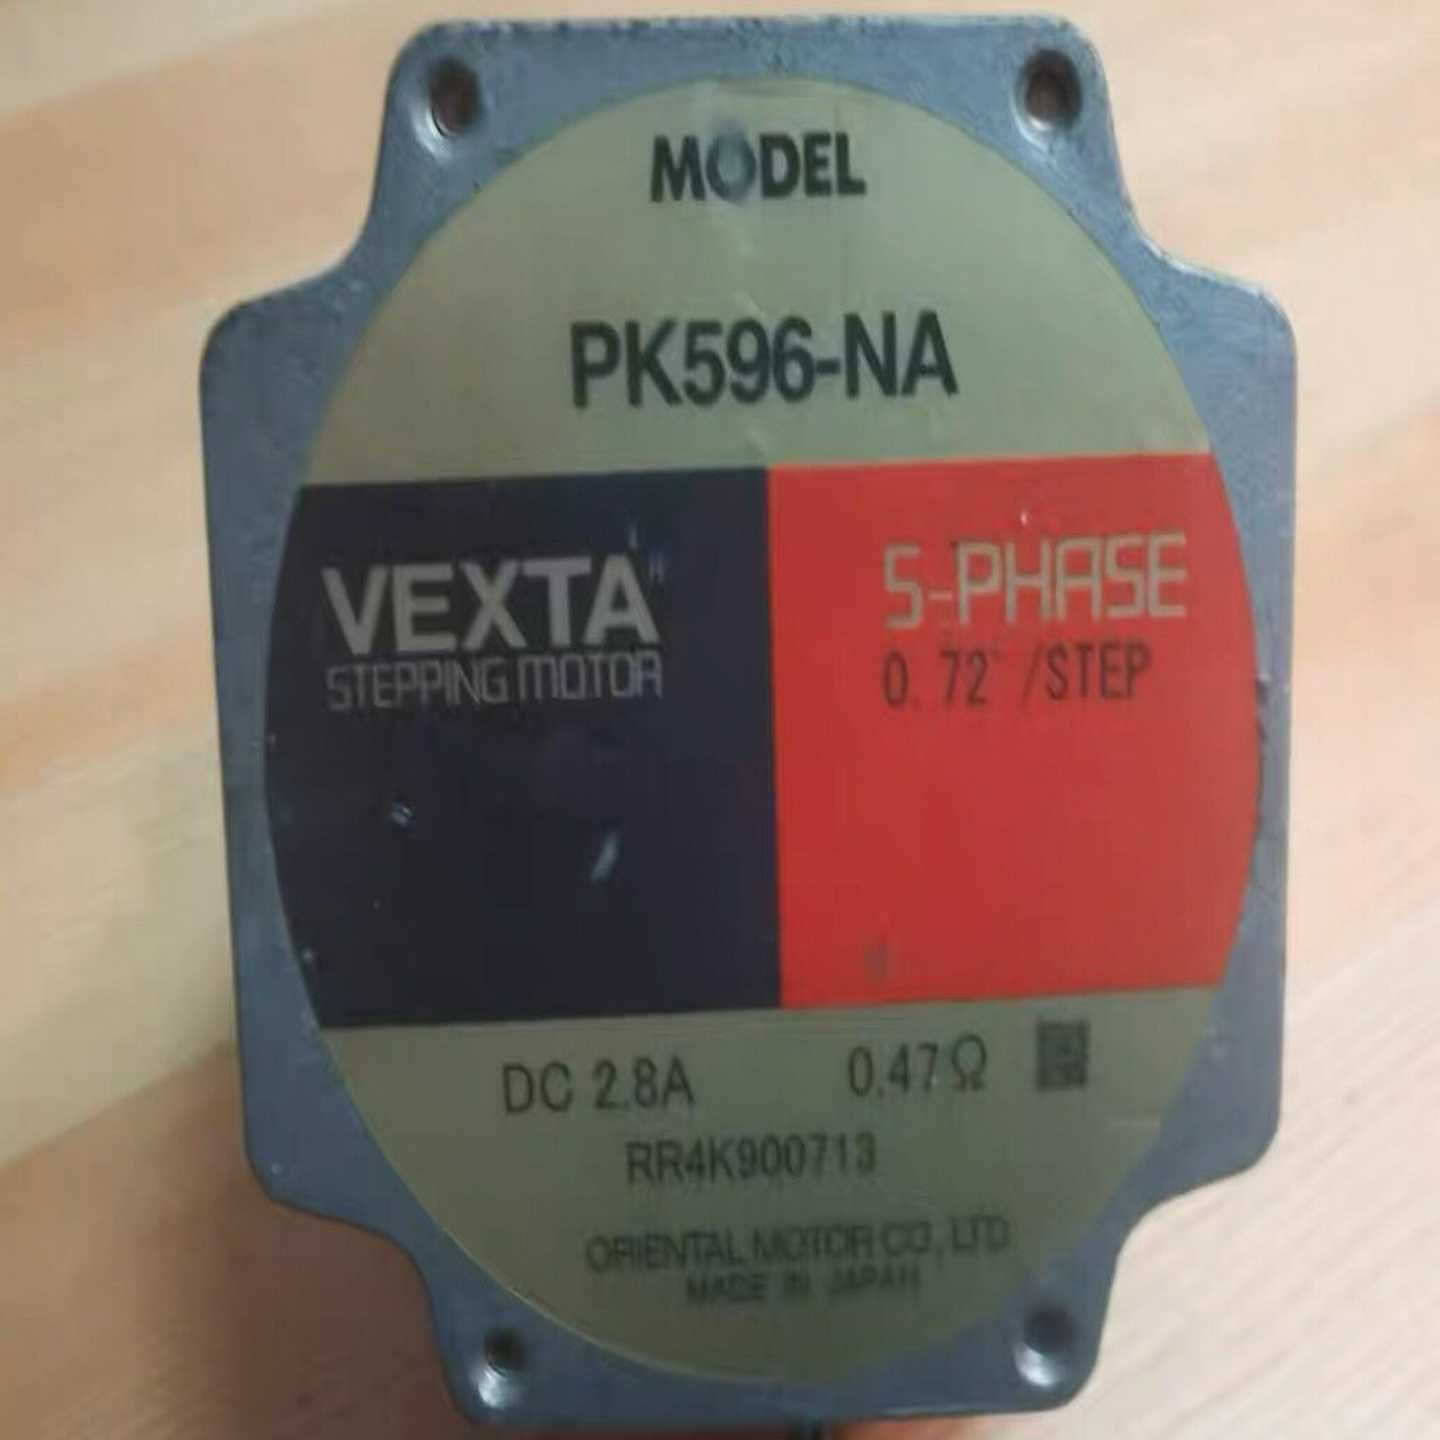 MODEL
PK596-NA
VEXTA
STEPPING MOTOR
5-PHASE
0.72° /STEP
DC 2.8A 0.47Ω
RR4K900713
ORIENTAL MOTOR CO., LTD.
MADE IN JAPAN